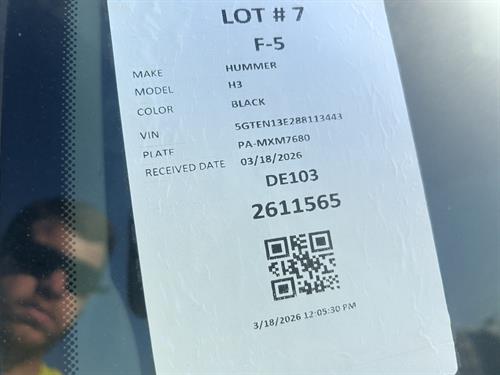 LOT # 7
F-5
MAKE HUMMER
MODEL H3
COLOR BLACK
VIN 5GTEN13E288113443
PLATE PA-MXM7680
RECEIVED DATE 03/18/2026
DE103
2611565
3/18/2026 12:05:30 PM